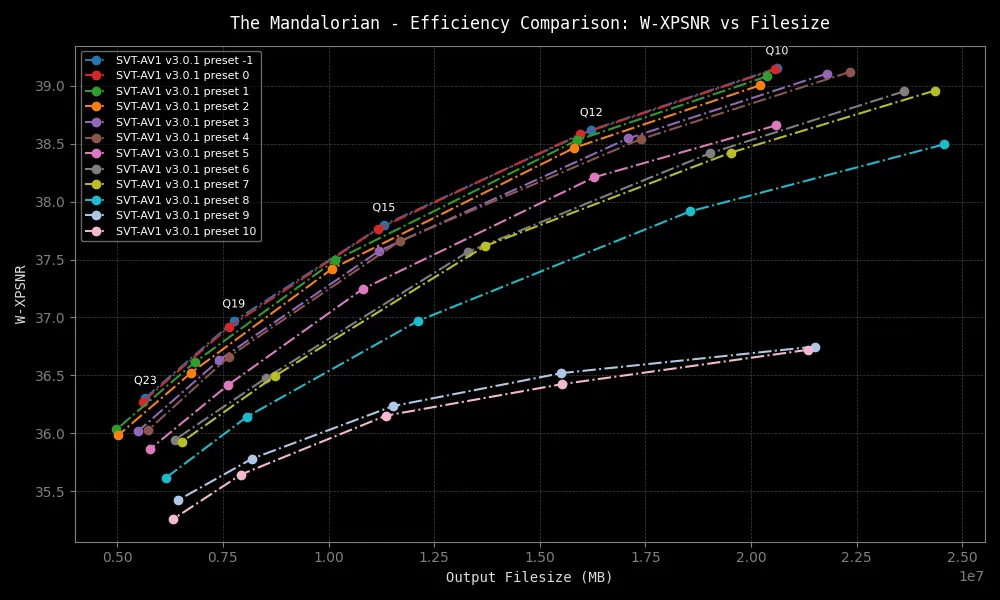 The Mandalorian - Efficiency Comparison: W-XPSNR vs Filesize
SVT-AV1 v3.0.1 preset -1
SVT-AV1 v3.0.1 preset 0
SVT-AV1 v3.0.1 preset 1
SVT-AV1 v3.0.1 preset 2
SVT-AV1 v3.0.1 preset 3
SVT-AV1 v3.0.1 preset 4
SVT-AV1 v3.0.1 preset 5
SVT-AV1 v3.0.1 preset 6
SVT-AV1 v3.0.1 preset 7
SVT-AV1 v3.0.1 preset 8
SVT-AV1 v3.0.1 preset 9
SVT-AV1 v3.0.1 preset 10
Q10
Q12
Q15
Q19
Q23
39.0
38.5
38.0
37.5
37.0
36.5
36.0
35.5
W-XPSNR
0.50 0.75 1.00 1.25 1.50 1.75 2.00 2.25 2.50
1e7
Output Filesize (MB)